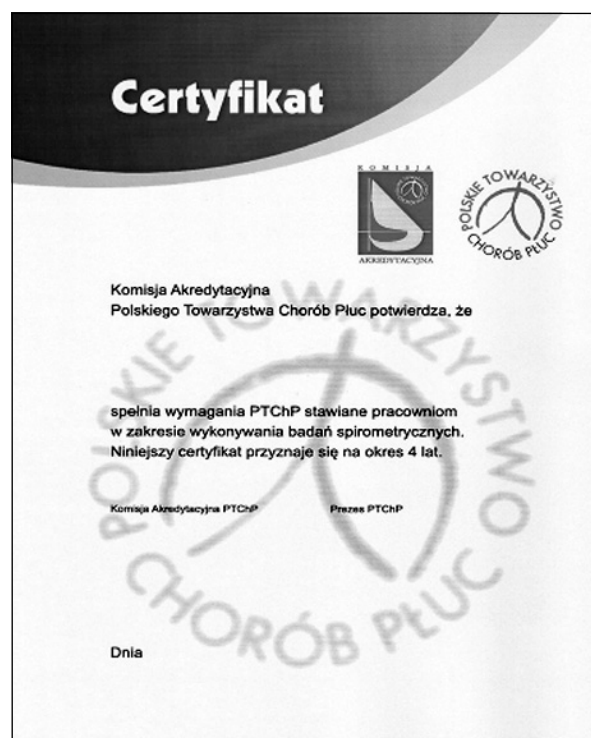 Certyfikat
KOMISJA
AKREDYTACYJNA
POLSKIE TOWARZYSTWO
CHORÓB PŁUC
Komisja Akredytacyjna
Polskiego Towarzystwa Chorób Płuc potwierdza, że
spełnia wymagania PTChP stawiane pracowniom
w zakresie wykonywania badań spirometrycznych.
Niniejszy certyfikat przyznaje się na okres 4 lat.
Komisja Akredytacyjna PTChP Prezes PTChP
POLSKIE TOWARZYSTWO
CHORÓB PŁUC
Dnia